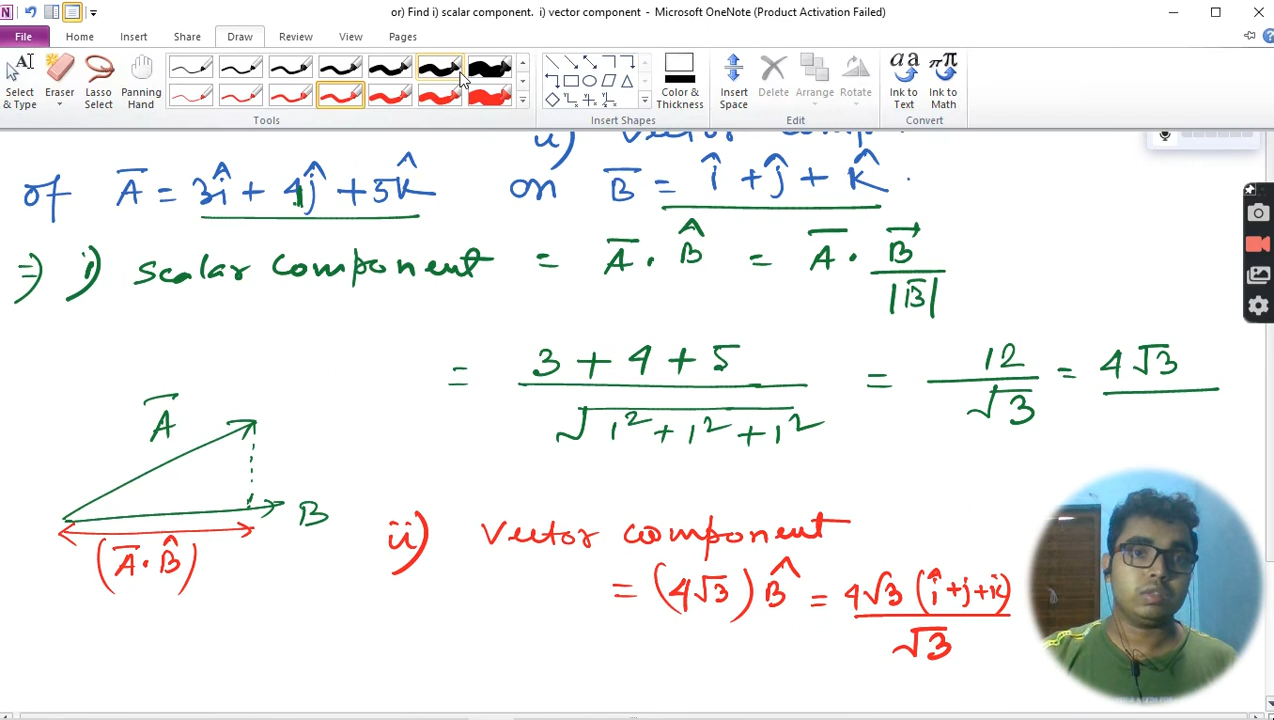 or) Find i) scalar component. i) vector component - Microsoft OneNote (Product Activation Failed)
File Home Insert Draw Review View Pages
Select & Type
Eraser
Lasso Select
Panning Hand
Color & Thickness
Insert Space
Delete
Arrange
Rotate
Ink to Text
Ink to Math
Tools
Insert Shapes
Edit
Convert
ii) vector comp.
of A̅ = 3î + 4ĵ + 5k̂ on B̅ = î + ĵ + k̂.
⇒ i) scalar component = A̅ · B̂ = A̅ · B⃗ / |B̅|
= (3 + 4 + 5) / √(1² + 1² + 1²) = 12 / √3 = 4√3
A̅
B
(A̅ · B̂)
ii) Vector component
= (4√3) B̂ = 4√3 (î + j + k) / √3